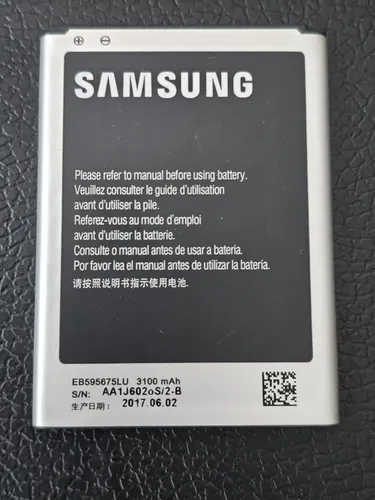 SAMSUNG
Please refer to manual before using battery.
Veuillez consulter le guide d'utilisation
avant d'utiliser la pile.
Referez-vous au mode d'emploi
avant d'utiliser la batterie.
Consulte o manual antes de usar a bateria.
Por favor lea el manual antes de utilizar la batería.
请按照说明书指示使用电池.
EB595675LU 3100 mAh
S/N: AA1J602oS/2-B
生产日期: 2017.06.02